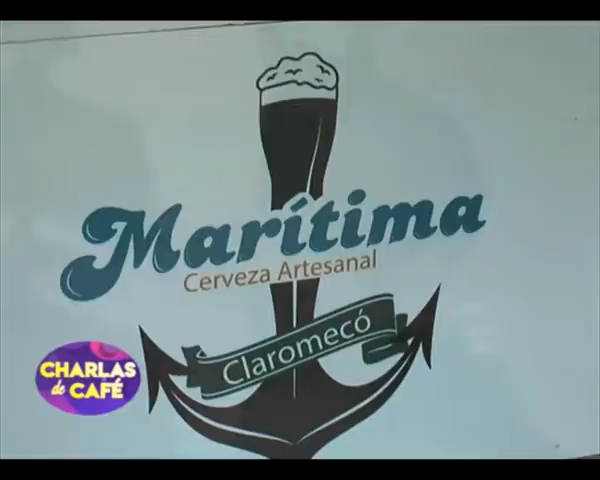 Marítima
Cerveza Artesanal
Claromecó
CHARLAS
de CAFÉ